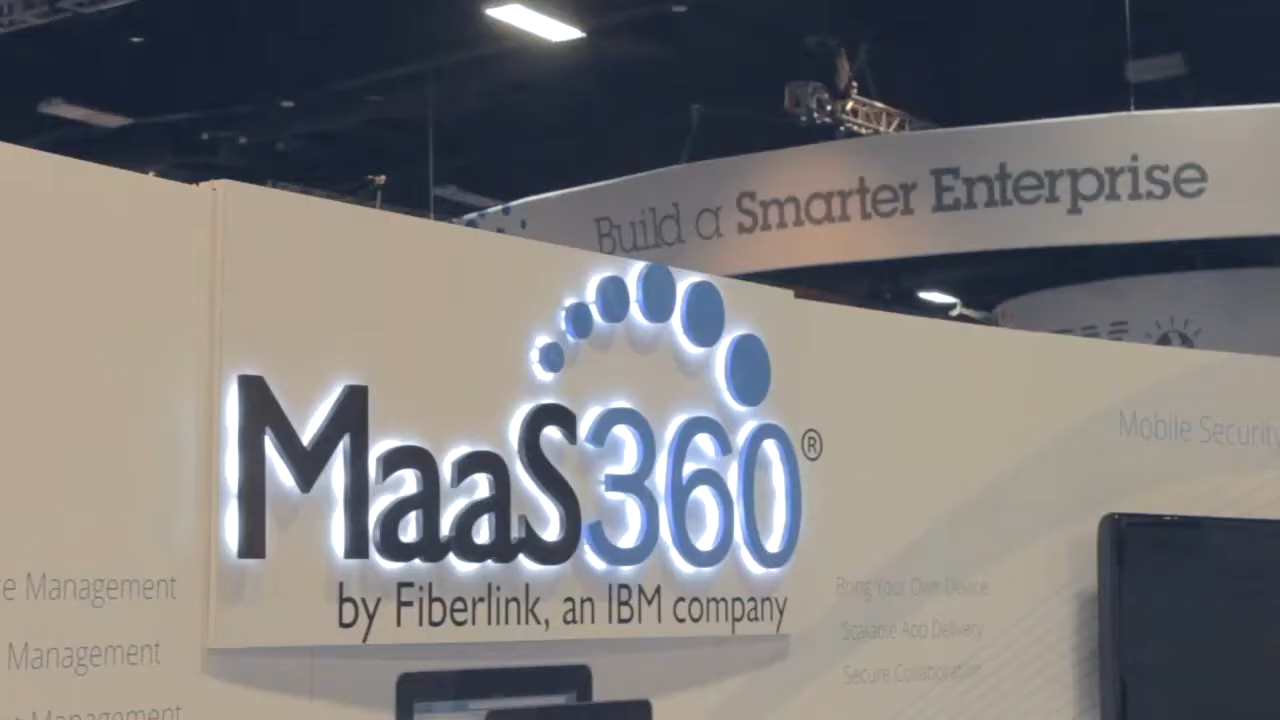 Build a Smarter Enterprise
MaaS360®
by Fiberlink, an IBM company
Mobile Security
Management
Management
Management
Bring Your Own Device
Scalable App Delivery
Secure Collaboration